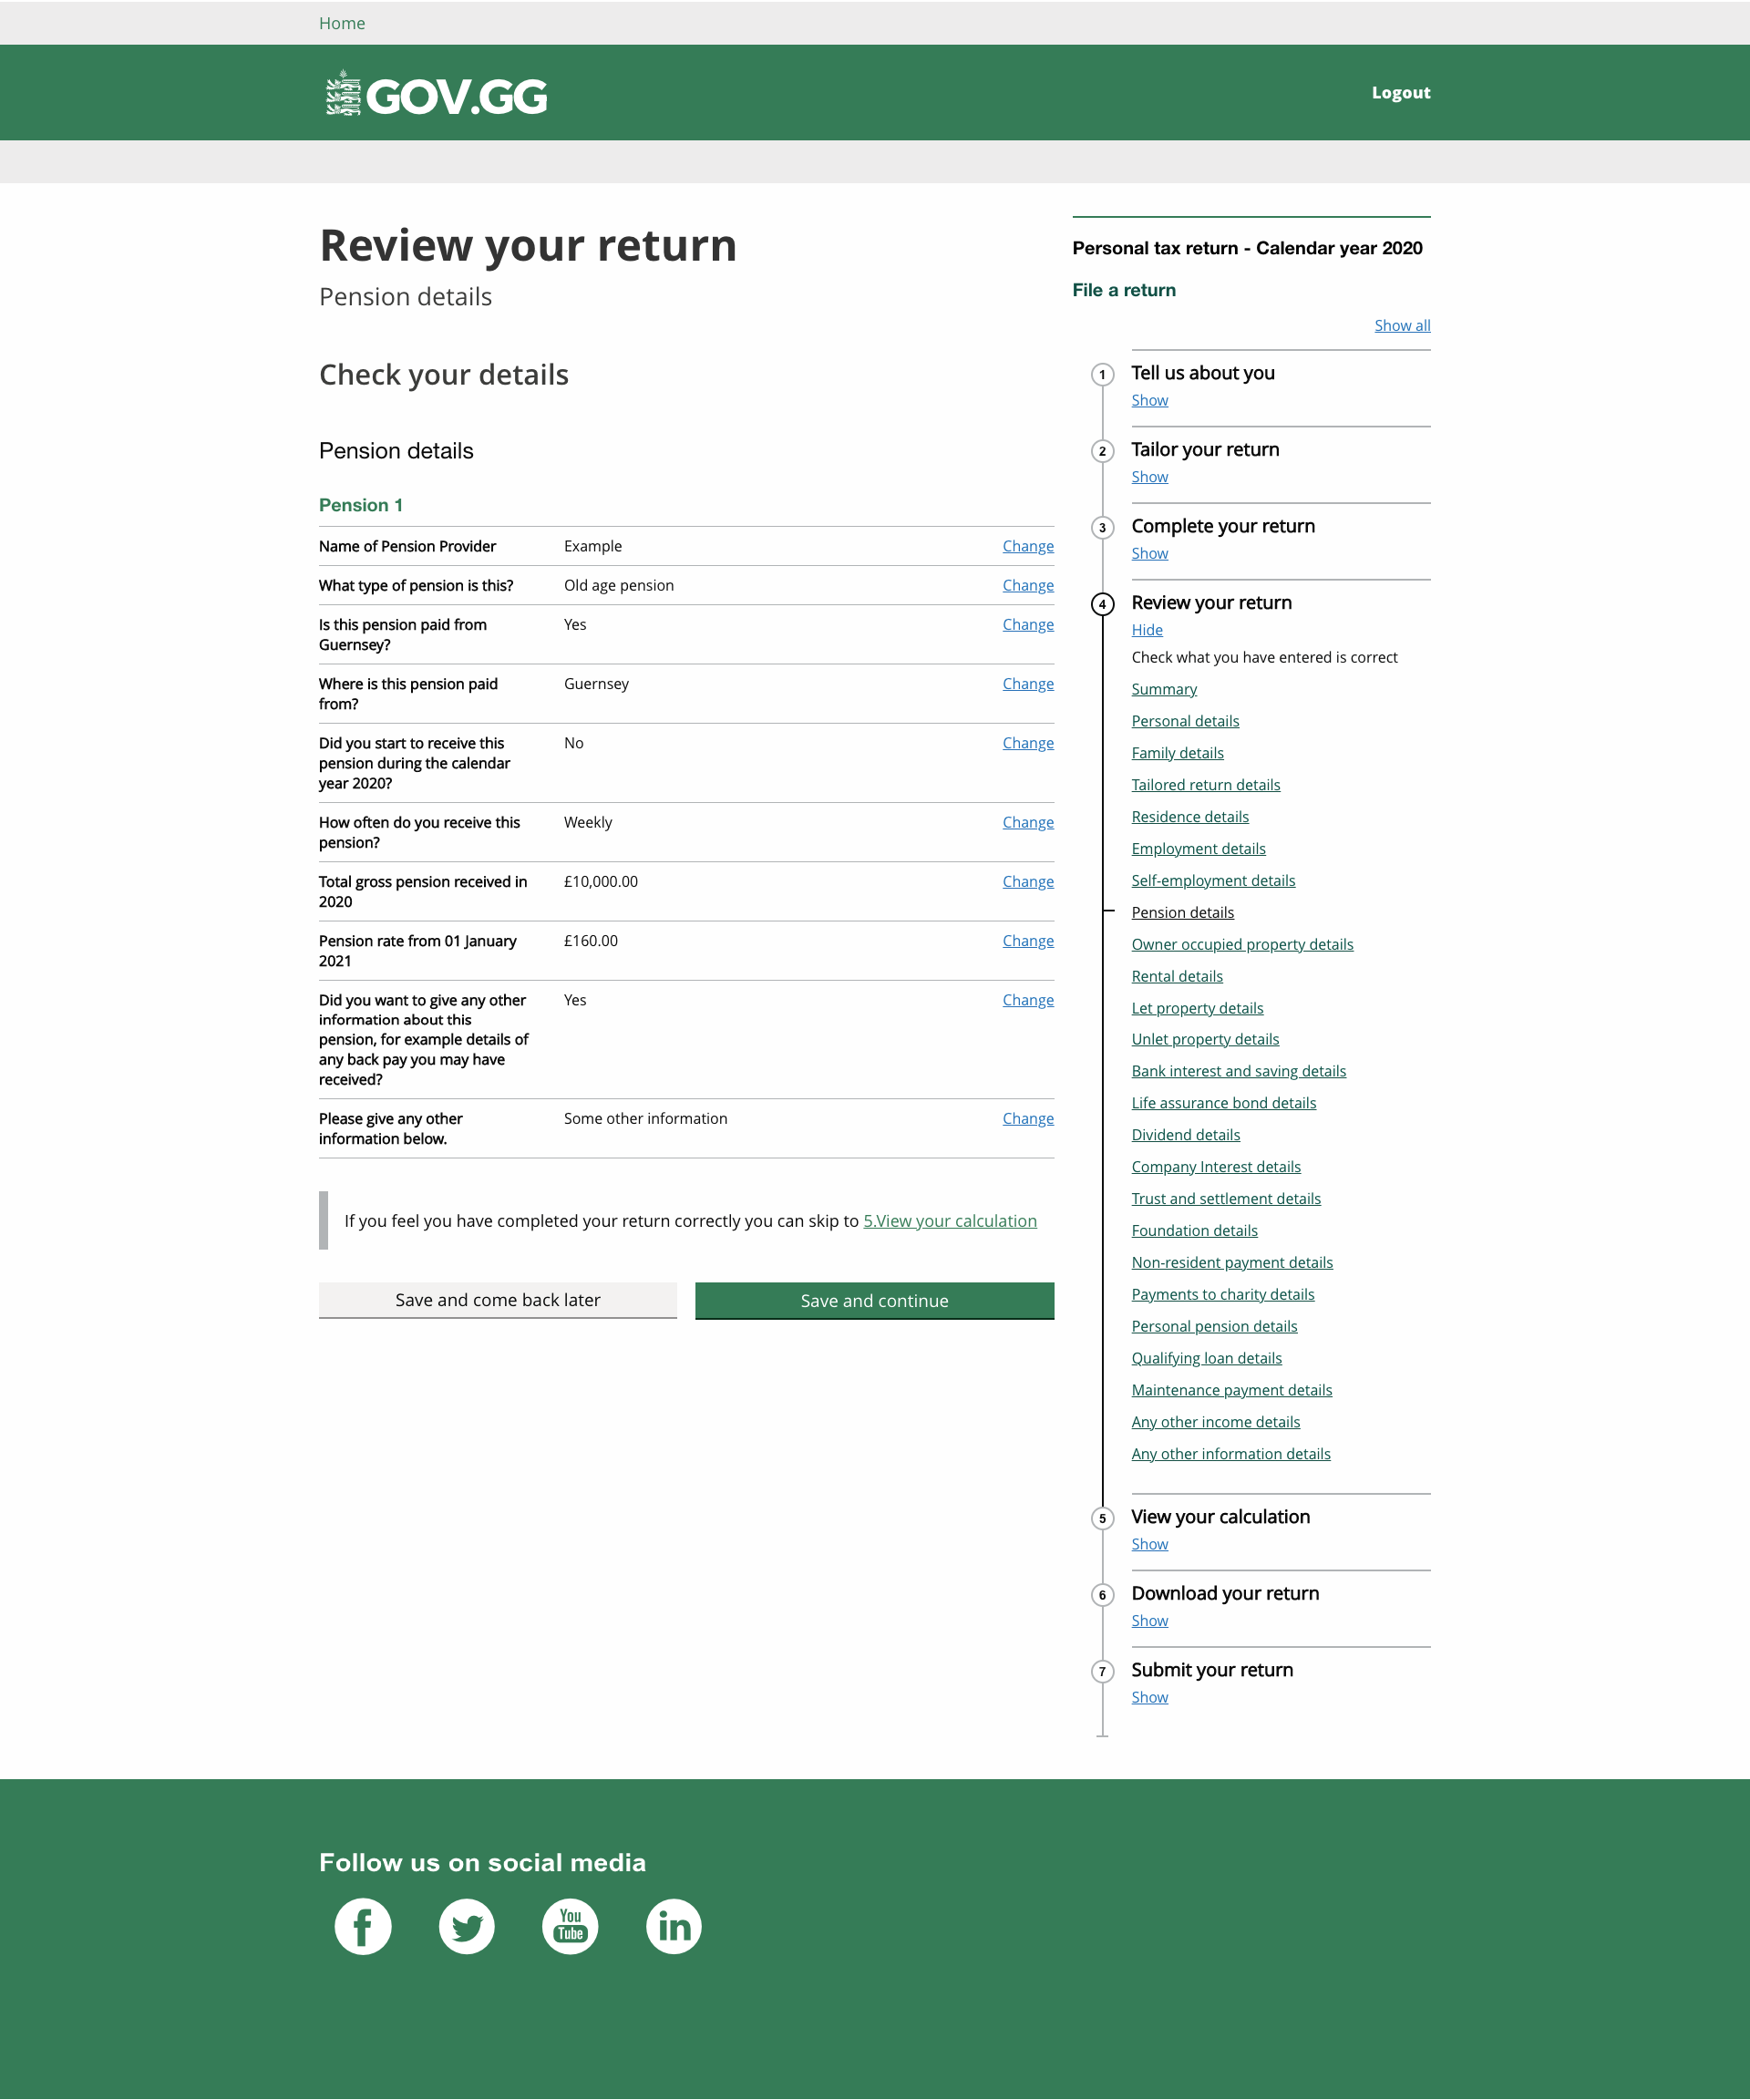 Home
GOV.GG
Logout
Review your return
Pension details
Check your details
Pension details
Pension 1
Name of Pension Provider Example Change
What type of pension is this? Old age pension Change
Is this pension paid from Yes Change
Guernsey?
Where is this pension paid Guernsey Change
from?
Did you start to receive this No Change
pension during the calendar
year 2020?
How often do you receive this Weekly Change
pension?
Total gross pension received in £10,000.00 Change
2020
Pension rate from 01 January £160.00 Change
2021
Did you want to give any other Yes Change
information about this
pension, for example details of
any back pay you may have
received?
Please give any other Some other information Change
information below.
If you feel you have completed your return correctly you can skip to 5.View your calculation
Save and come back later Save and continue
Personal tax return - Calendar year 2020
File a return
Show all
1 Tell us about you
Show
2 Tailor your return
Show
3 Complete your return
Show
4 Review your return
Hide
Check what you have entered is correct
Summary
Personal details
Family details
Tailored return details
Residence details
Employment details
Self-employment details
Pension details
Owner occupied property details
Rental details
Let property details
Unlet property details
Bank interest and saving details
Life assurance bond details
Dividend details
Company Interest details
Trust and settlement details
Foundation details
Non-resident payment details
Payments to charity details
Personal pension details
Qualifying loan details
Maintenance payment details
Any other income details
Any other information details
5 View your calculation
Show
6 Download your return
Show
7 Submit your return
Show
Follow us on social media
f
You
Tube
in